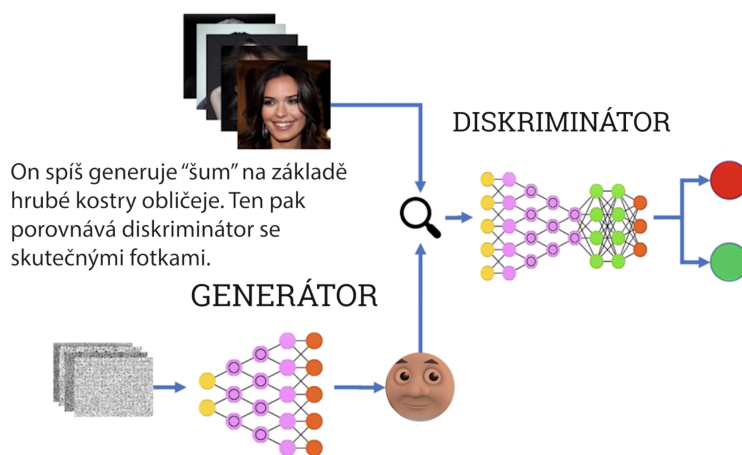 DISKRIMINÁTOR
On spíš generuje “šum” na základě
hrubé kostry obličeje. Ten pak
porovnává diskriminátor se
skutečnými fotkami.
GENERÁTOR